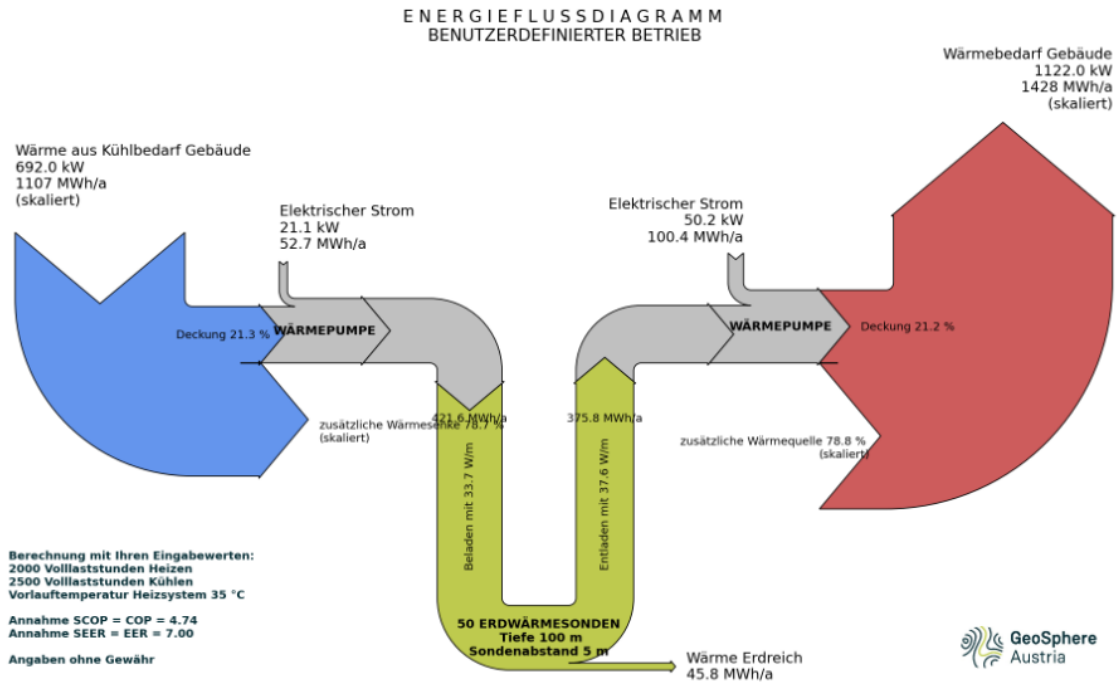 ENERGIEFLUSSDIAGRAMM
BENUTZERDEFINIERTER BETRIEB
Wärmebedarf Gebäude
1122.0 kW
1428 MWh/a
(skaliert)
Wärme aus Kühlbedarf Gebäude
692.0 kW
1107 MWh/a
(skaliert)
Elektrischer Strom
21.1 kW
52.7 MWh/a
Elektrischer Strom
50.2 kW
100.4 MWh/a
Deckung 21.3 %
WÄRMEPUMPE
WÄRMEPUMPE
Deckung 21.2 %
421.6 MWh/a
375.8 MWh/a
zusätzliche Wärmesenke 78.7 %
(skaliert)
zusätzliche Wärmequelle 78.8 %
(skaliert)
Beladen mit 33.7 W/m
Entladen mit 37.6 W/m
Berechnung mit Ihren Eingabewerten:
2000 Volllaststunden Heizen
2500 Volllaststunden Kühlen
Vorlauftemperatur Heizsystem 35 °C
Annahme SCOP = COP = 4.74
Annahme SEER = EER = 7.00
Angaben ohne Gewähr
50 ERDWÄRMESONDEN
Tiefe 100 m
Sondenabstand 5 m
Wärme Erdreich
45.8 MWh/a
GeoSphere
Austria